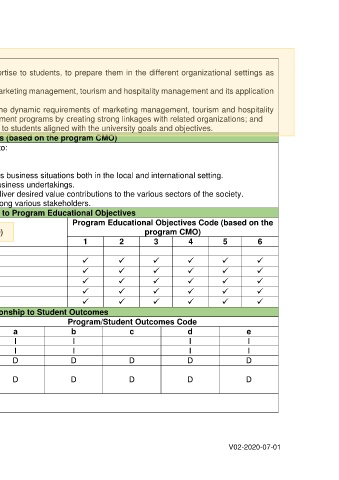 ertise to students. to prepare them in the different organizational settings as
arketing management, tourism and hospitality management and its application
he dynamic requirements of marketing management, tourism and hospitality
ement programs by creating strong linkages with related organizations; and
to students aligned with the university goals and objectives.
s (based on the program CMO)
to:
s business situations both in the local and international setting.
usiness undertakings.
liver desired value contributions to the various sectors of the society.
ong various stakeholders.
to Program Educational Objectives
Program Educational Objectives Code (based on the
program CMO)
)
1 2 3 4 5 6
✓ ✓ ✓ ✓ ✓ ✓
✓ ✓ ✓ ✓ ✓ ✓
✓ ✓ ✓ ✓ ✓ ✓
✓ ✓ ✓ ✓ ✓ ✓
✓ ✓ ✓ ✓ ✓ ✓
onship to Student Outcomes
Program/Student Outcomes Code
a b c d e
I I I I
I I I I
D D D D D
D D D D D
V02-2020-07-01